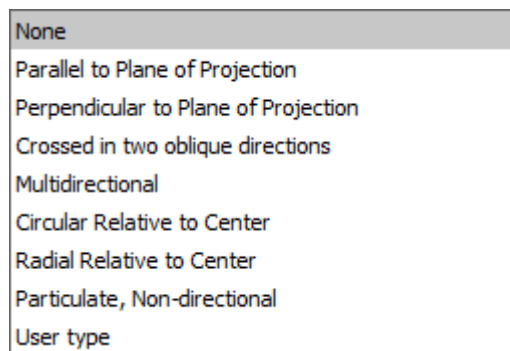 None
Parallel to Plane of Projection
Perpendicular to Plane of Projection
Crossed in two oblique directions
Multidirectional
Circular Relative to Center
Radial Relative to Center
Particulate, Non-directional
User type